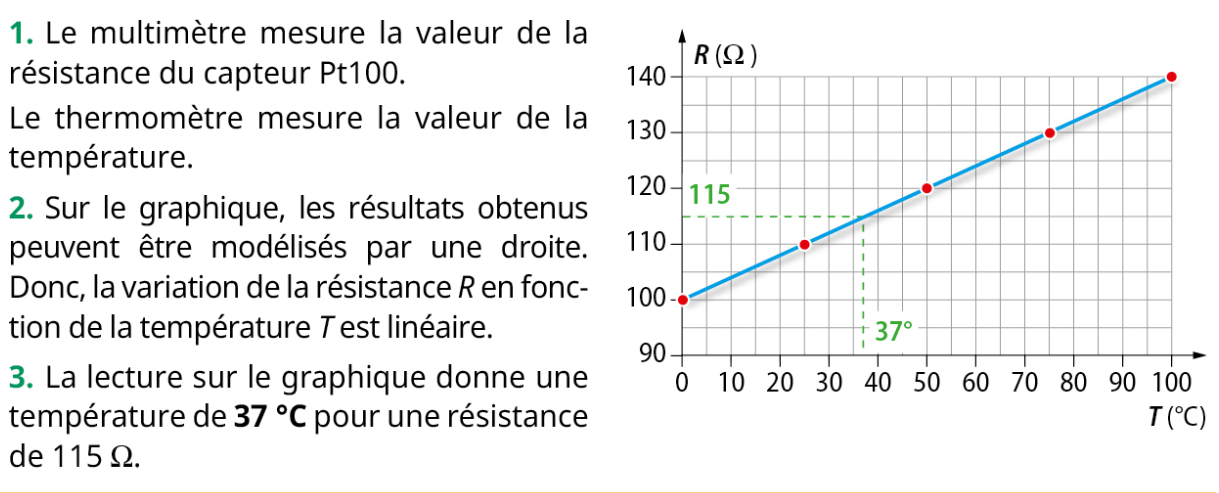 1. Le multimètre mesure la valeur de la
résistance du capteur Pt100.
Le thermomètre mesure la valeur de la
température.
2. Sur le graphique, les résultats obtenus
peuvent être modélisés par une droite.
Donc, la variation de la résistance R en fonc-
tion de la température T est linéaire.
3. La lecture sur le graphique donne une
température de 37 °C pour une résistance
de 115 Ω.
R (Ω)
140
130
120
115
110
100
37°
90
0 10 20 30 40 50 60 70 80 90 100
T (°C)